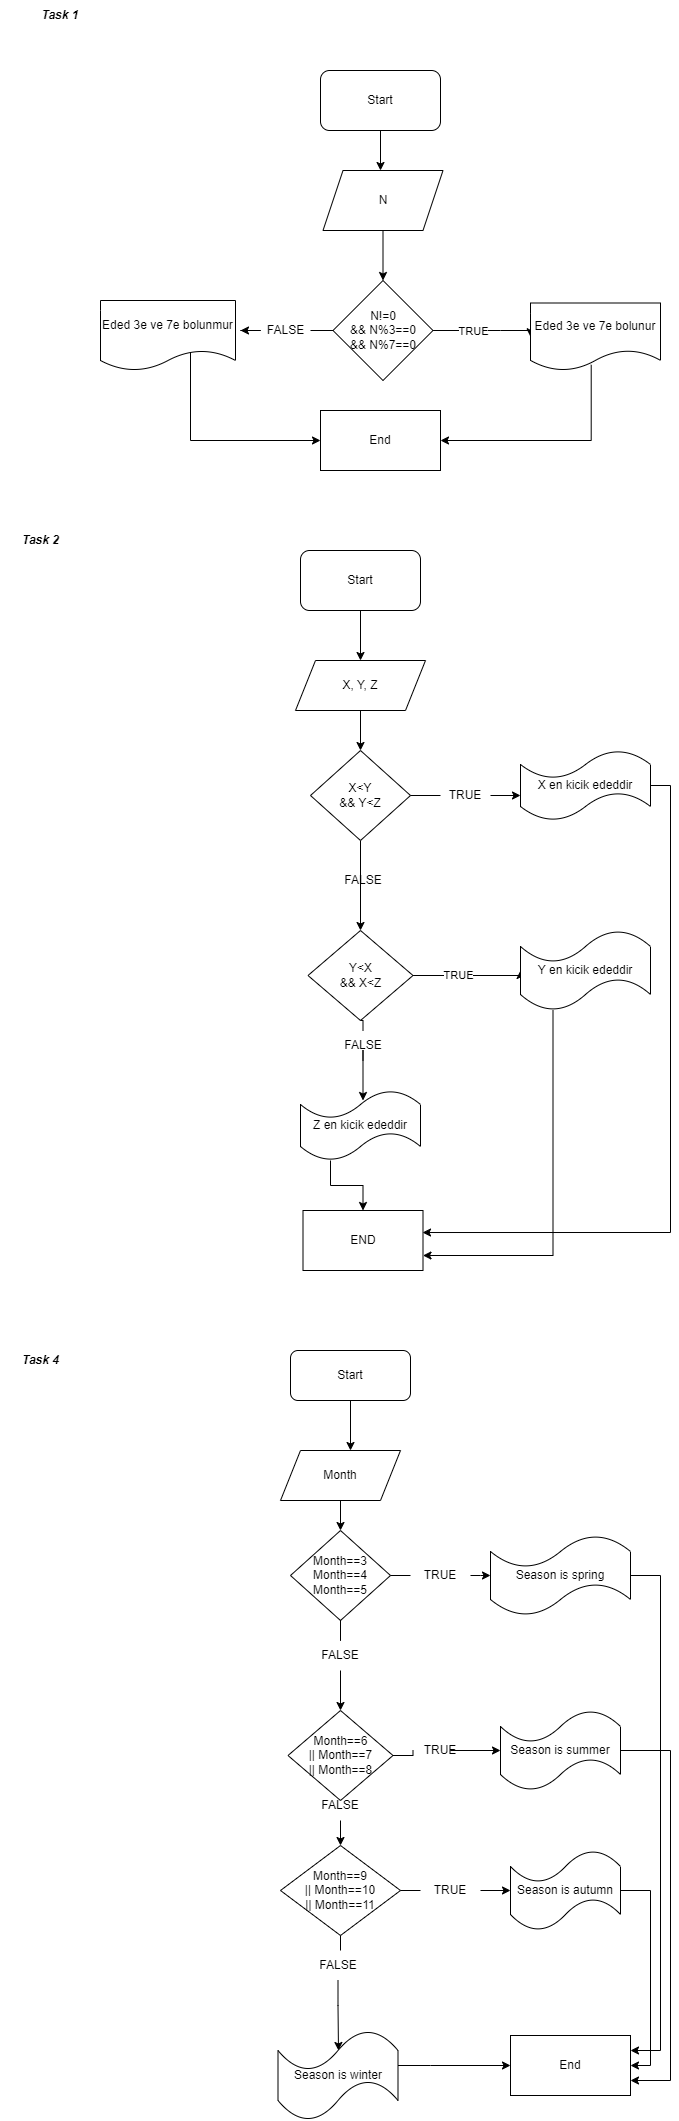 Task 1
Start
N
N!=0
&& N%3==0
&& N%7==0
Eded 3e ve 7e bolunmur
FALSE
TRUE
Eded 3e ve 7e bolunur
End
Task 2
Start
X, Y, Z
X<Y
&& Y<Z
TRUE
X en kicik ededdir
FALSE
Y<X
&& X<Z
TRUE
Y en kicik ededdir
FALSE
Z en kicik ededdir
END
Task 4
Start
Month
Month==3
Month==4
Month==5
TRUE
Season is spring
FALSE
Month==6
|| Month==7
|| Month==8
TRUE
Season is summer
FALSE
Month==9
|| Month==10
|| Month==11
TRUE
Season is autumn
FALSE
Season is winter
End